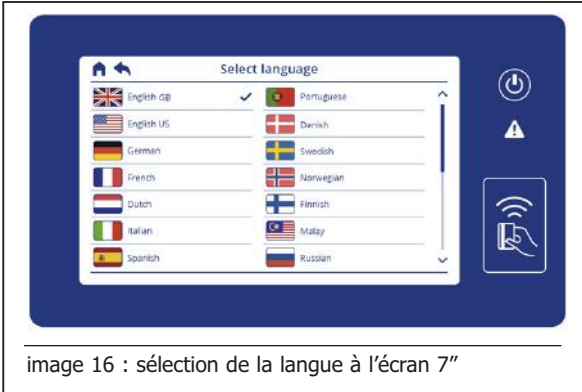 Select language
English GB
Portuguese
English US
Danish
German
Swedish
French
Norwegian
Dutch
Finnish
Italian
Malay
Spanish
Russian
image 16 : sélection de la langue à l’écran 7”